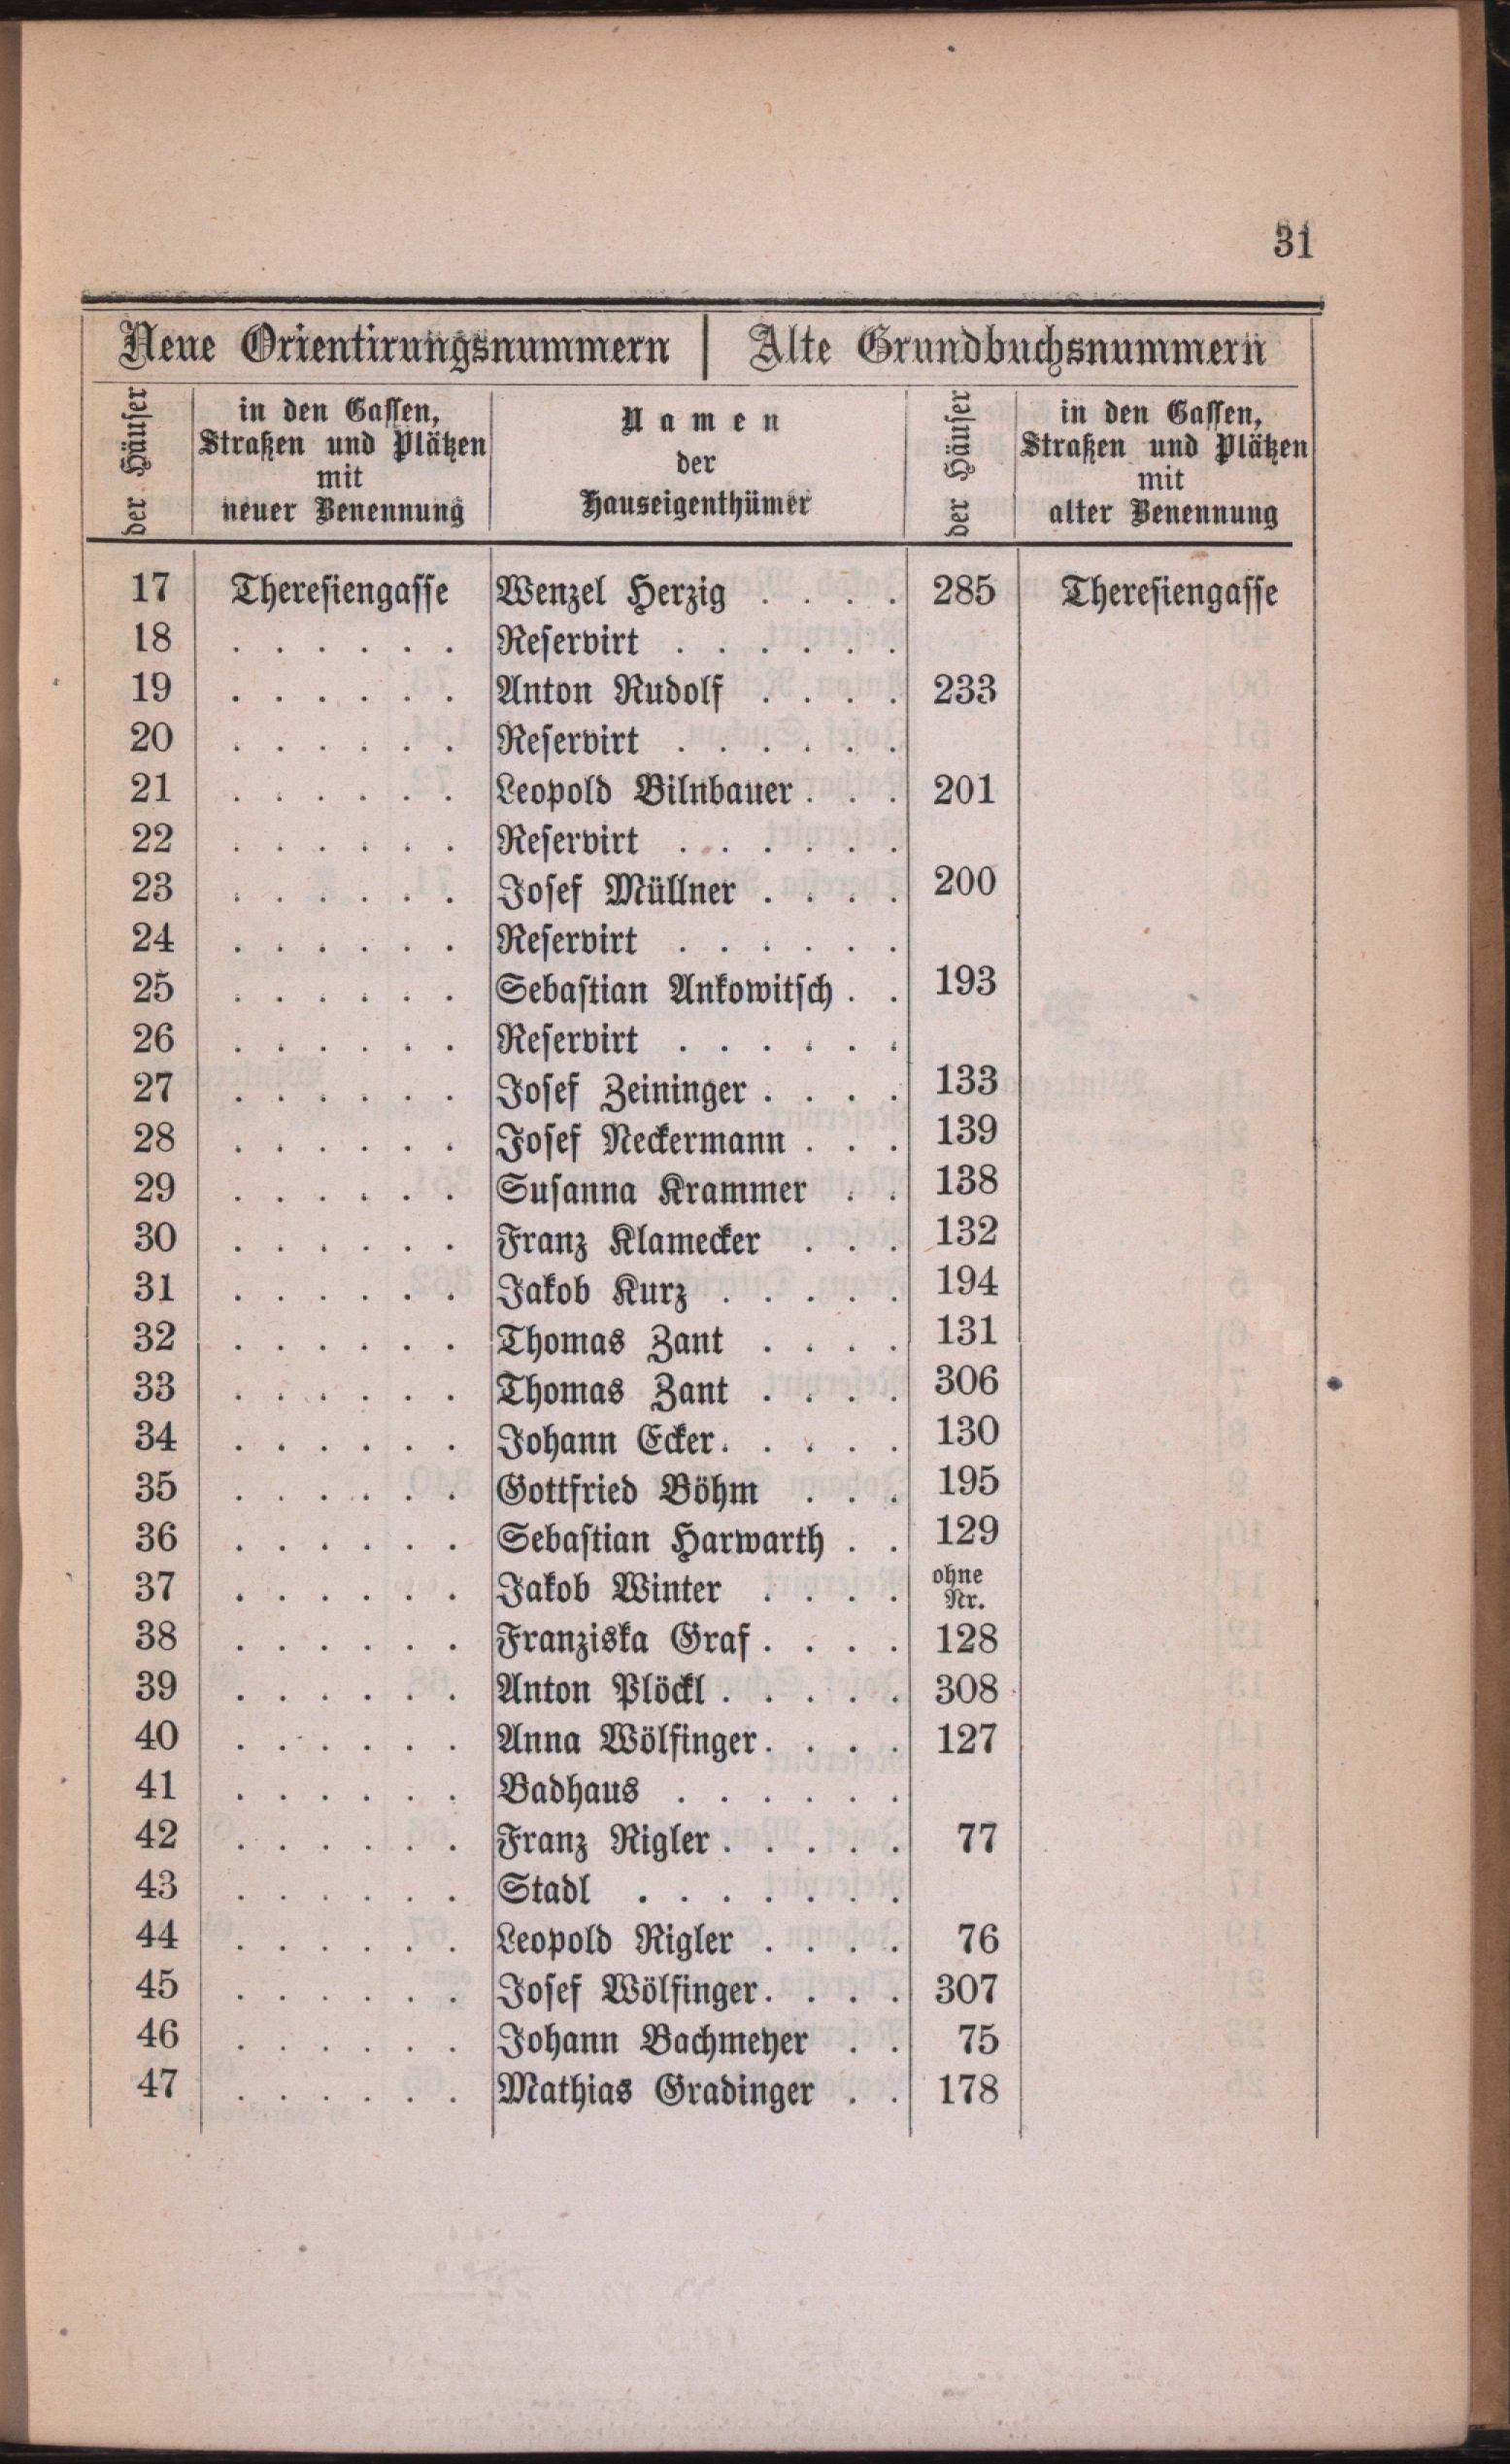 31
Neue Orientirungsnummern | Alte Grundbuchsnummern
der Häuser
in den Gassen,
Straßen und Plätzen
mit
neuer Benennung
Namen
der
Hauseigenthümer
der Häuser
in den Gassen,
Straßen und Plätzen
mit
alter Benennung
17 Theresiengasse Wenzel Herzig . . . . 285 Theresiengasse
18 . . . . . . Reservirt . . . . . .
19 . . . . . . Anton Rudolf . . . . 233
20 . . . . . . Reservirt . . . . . .
21 . . . . . . Leopold Bilnbauer . . . 201
22 . . . . . . Reservirt . . . . . .
23 . . . . . . Josef Müllner . . . . 200
24 . . . . . . Reservirt . . . . . .
25 . . . . . . Sebastian Ankowitsch . . 193
26 . . . . . . Reservirt . . . . . .
27 . . . . . . Josef Zeininger . . . . 133
28 . . . . . . Josef Neckermann . . . 139
29 . . . . . . Susanna Krammer . . 138
30 . . . . . . Franz Klamecker . . . 132
31 . . . . . . Jakob Kurz . . . . . 194
32 . . . . . . Thomas Zant . . . . 131
33 . . . . . . Thomas Zant . . . . 306
34 . . . . . . Johann Ecker . . . . . 130
35 . . . . . . Gottfried Böhm . . . 195
36 . . . . . . Sebastian Harwarth . . 129
37 . . . . . . Jakob Winter . . . . ohne Nr.
38 . . . . . . Franziska Graf . . . . 128
39 . . . . . . Anton Plöckl . . . . . 308
40 . . . . . . Anna Wölfinger . . . . 127
41 . . . . . . Badhaus . . . . . .
42 . . . . . . Franz Rigler . . . . . 77
43 . . . . . . Stadl . . . . . . .
44 . . . . . . Leopold Rigler . . . . 76
45 . . . . . . Josef Wölfinger . . . . 307
46 . . . . . . Johann Bachmeyer . . 75
47 . . . . . . Mathias Gradinger . . 178